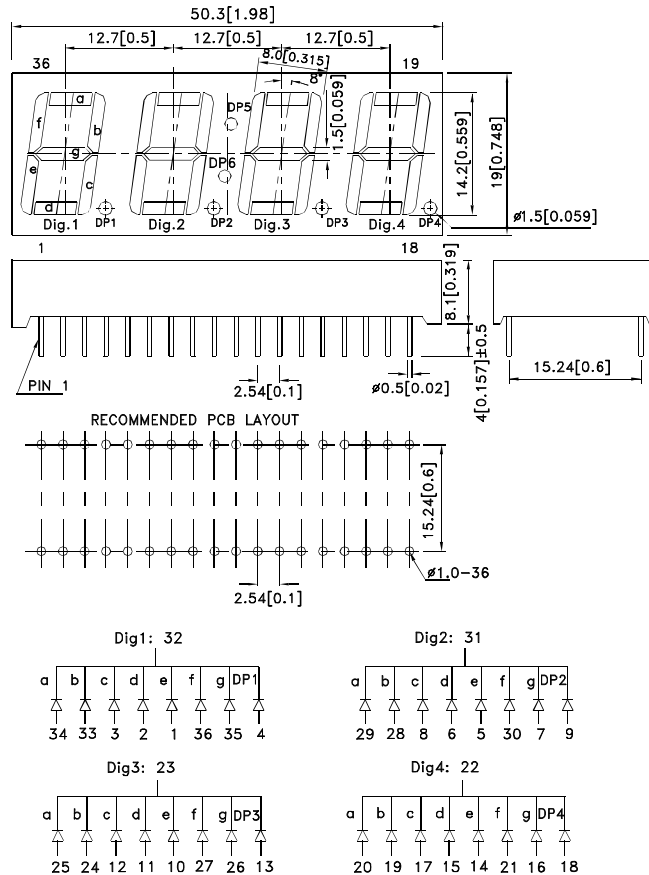 50.3[1.98]
12.7[0.5] 12.7[0.5] 12.7[0.5]
8.0[0.315]
36 19
8°
a
f b
g
e c
d
DP5
DP6
1.5[0.059]
14.2[0.559]
19[0.748]
Dig.1 DP1 Dig.2 DP2 Dig.3 DP3 Dig.4 DP4
ø1.5[0.059]
1 18
8.1[0.319]
4[0.157]±0.5
PIN 1
2.54[0.1]
ø0.5[0.02]
15.24[0.6]
RECOMMENDED PCB LAYOUT
15.24[0.6]
2.54[0.1]
ø1.0-36
Dig1: 32
a b c d e f g DP1
34 33 3 2 1 36 35 4
Dig2: 31
a b c d e f g DP2
29 28 8 6 5 30 7 9
Dig3: 23
a b c d e f g DP3
25 24 12 11 10 27 26 13
Dig4: 22
a b c d e f g DP4
20 19 17 15 14 21 16 18